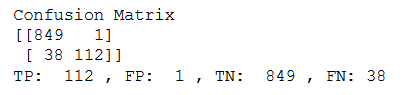 Confusion Matrix
[[849   1]
 [ 38 112]]
TP:  112 , FP:  1 , TN:  849 , FN: 38